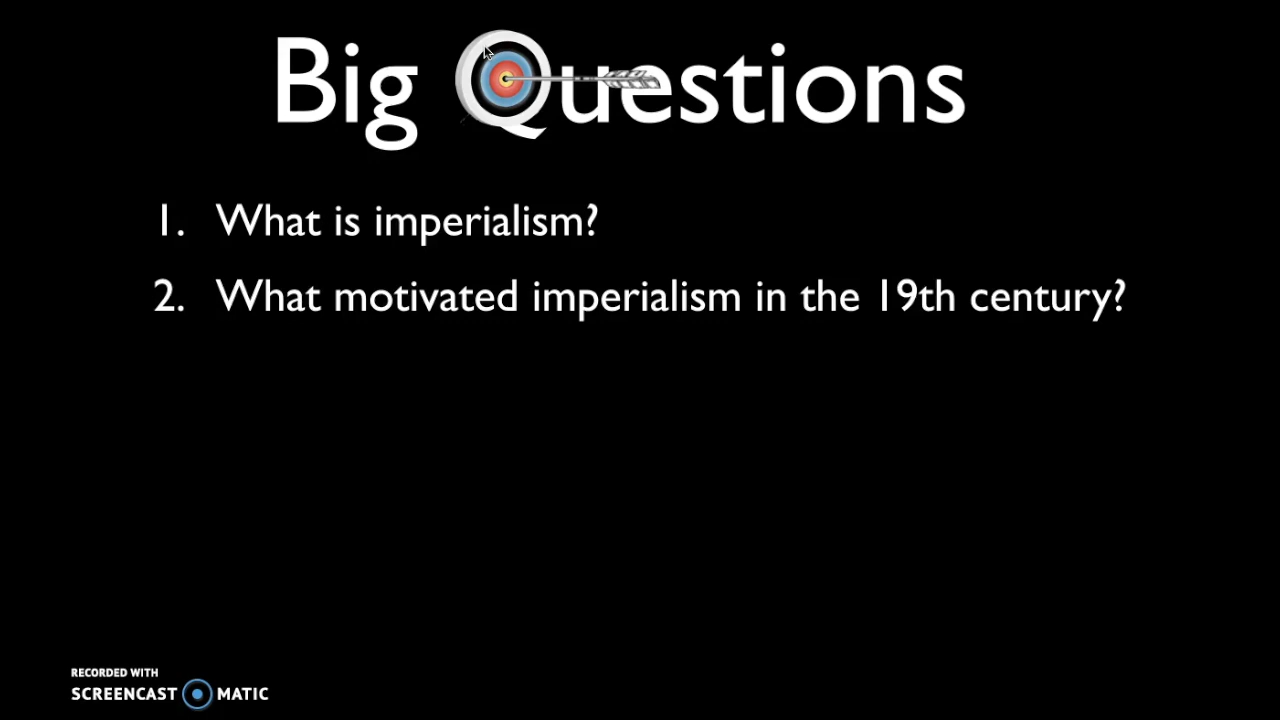 Big Questions
1. What is imperialism?
2. What motivated imperialism in the 19th century?
RECORDED WITH
SCREENCAST MATIC